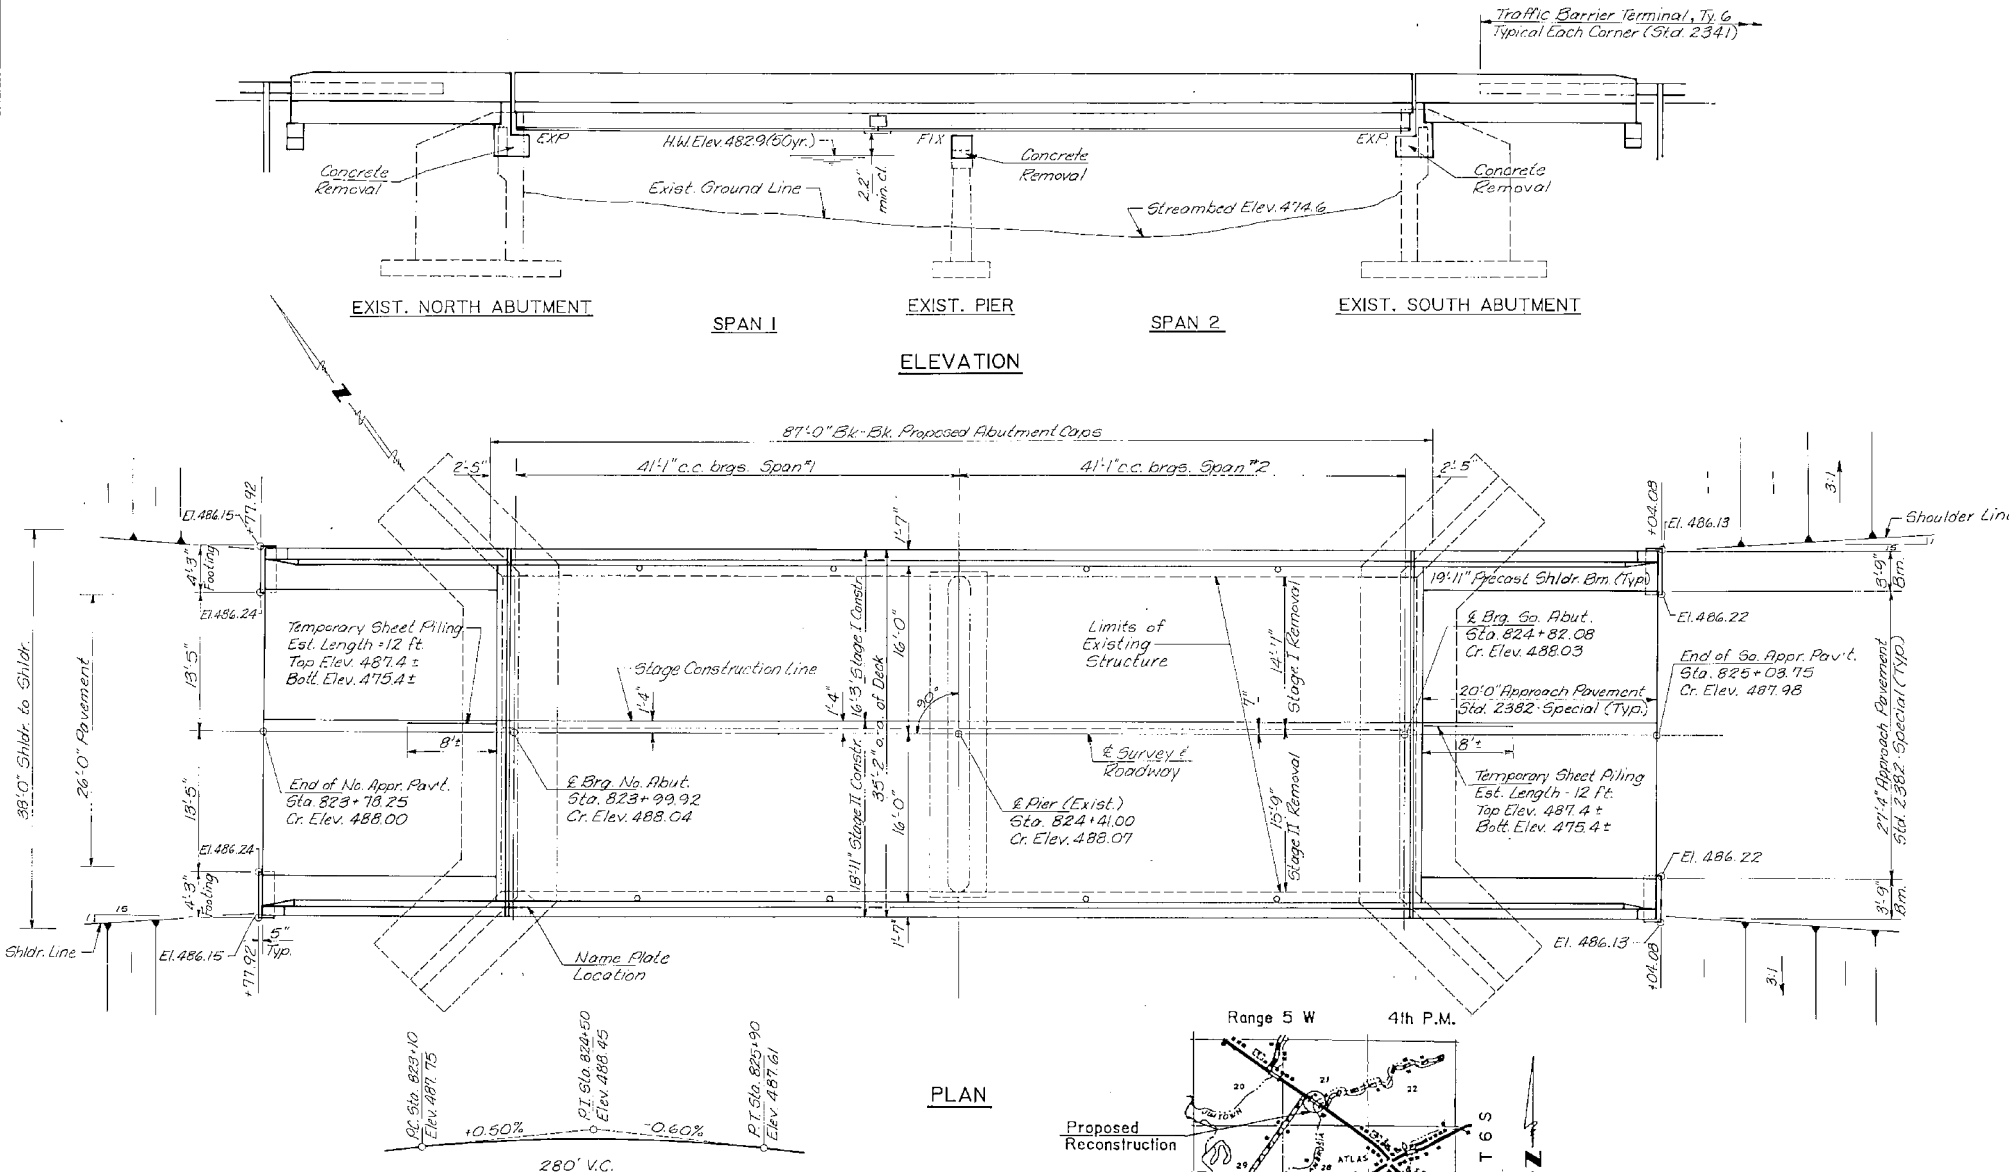 Traffic Barrier Terminal, Ty. 6
Typical Each Corner (Std. 2341)
EXP.
H.W. Elev. 482.9 (50yr.)
FIX
EXP.
Concrete
Removal
2.2'
min. cl.
Concrete
Removal
Concrete
Removal
Exist. Ground Line
Streambed Elev. 474.6
EXIST. NORTH ABUTMENT
SPAN 1
EXIST. PIER
SPAN 2
EXIST. SOUTH ABUTMENT
ELEVATION
N
87'-0" Bk-Bk. Proposed Abutment Caps
2'-5"
41'-1" c.c. brgs. Span #1
41'-1" c.c. brgs. Span #2
2'-5"
3:1
+77.92
El. 486.15
1'-7"
+04.08
El. 486.13
Shoulder Line
15
1
4'-3"
Footing
El. 486.24
19'-11" Precast Shldr. Bm. (Typ.)
3'-9"
Bm.
El. 486.22
Temporary Sheet Piling
Est. Length = 12 ft.
Top Elev. 487.4 ±
Bott. Elev. 475.4 ±
Stage Construction Line
16'-3" Stage I Constr.
16'-0"
Limits of
Existing
Structure
14'-11"
Stage I Removal
℄ Brg. So. Abut.
Sta. 824+82.08
Cr. Elev. 488.03
End of So. Appr. Pav't.
Sta. 825+03.75
Cr. Elev. 487.98
20'-0" Approach Pavement
Std. 2382-Special (Typ.)
38'-0" Shldr. to Shldr.
26'-0" Pavement
13'-5"
1'-4"
1'-4"
90°
7"
27'-4" Approach Pavement
Std. 2382-Special (Typ.)
8'±
℄ Survey &
Roadway
8'±
End of No. Appr. Pav't.
Sta. 823+78.25
Cr. Elev. 488.00
℄ Brg. No. Abut.
Sta. 823+99.92
Cr. Elev. 488.04
℄ Pier (Exist.)
Sta. 824+41.00
Cr. Elev. 488.07
Temporary Sheet Piling
Est. Length - 12 ft.
Top Elev. 487.4 ±
Bott. Elev. 475.4 ±
13'-5"
18'-11" Stage II Constr.
35'-2" o.-o. of Deck
16'-0"
15'-9"
Stage II Removal
El. 486.24
El. 486.22
4'-3"
Footing
3'-9"
Bm.
15
1
Shldr. Line
El. 486.15
+77.92
5"
Typ.
Name Plate
Location
1'-7"
El. 486.13
+04.08
3:1
P.C. Sta. 823+10
Elev. 487.75
P.I. Sta. 824+50
Elev. 488.45
P.T. Sta. 825+90
Elev. 487.61
+0.50%
-0.60%
280' V.C.
PLAN
Range 5 W
4th P.M.
20
21
22
Proposed
Reconstruction
T 6 S
ATLAS
29
28
N